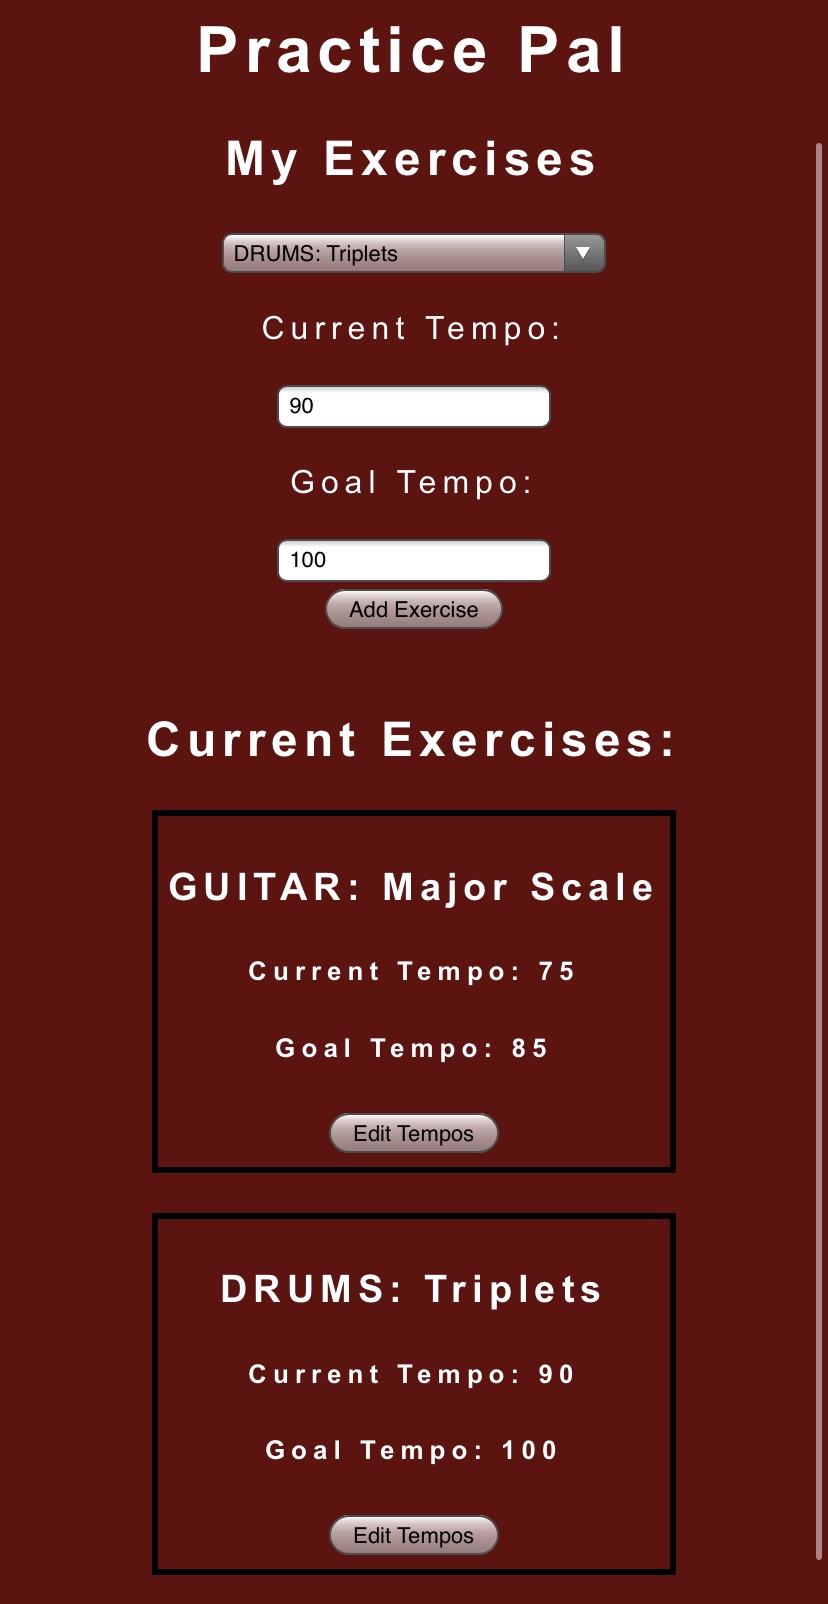 Practice Pal
My Exercises
DRUMS: Triplets
Current Tempo:
90
Goal Tempo:
100
Add Exercise
Current Exercises:
GUITAR: Major Scale
Current Tempo: 75
Goal Tempo: 85
Edit Tempos
DRUMS: Triplets
Current Tempo: 90
Goal Tempo: 100
Edit Tempos